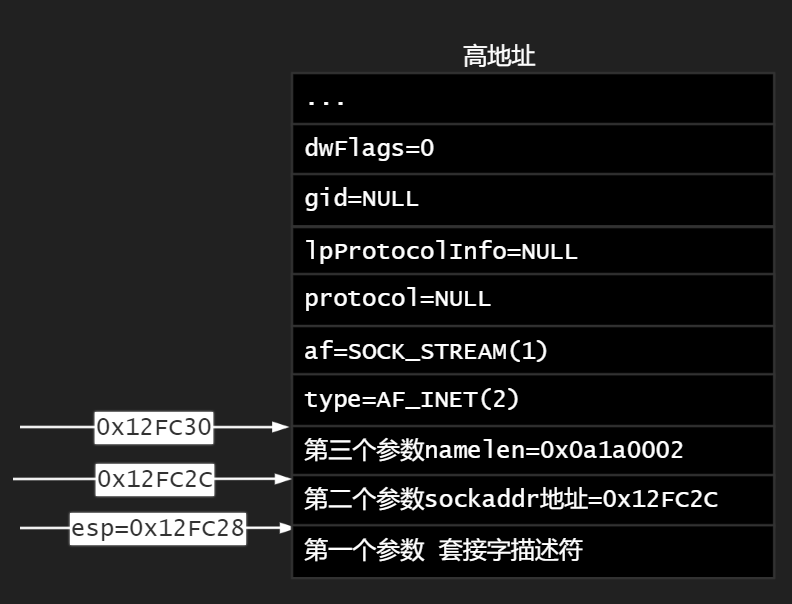 高地址
...
dwFlags=0
gid=NULL
lpProtocolInfo=NULL
protocol=NULL
af=SOCK_STREAM(1)
type=AF_INET(2)
0x12FC30
第三个参数namelen=0x0a1a0002
0x12FC2C
第二个参数sockaddr地址=0x12FC2C
esp=0x12FC28
第一个参数 套接字描述符